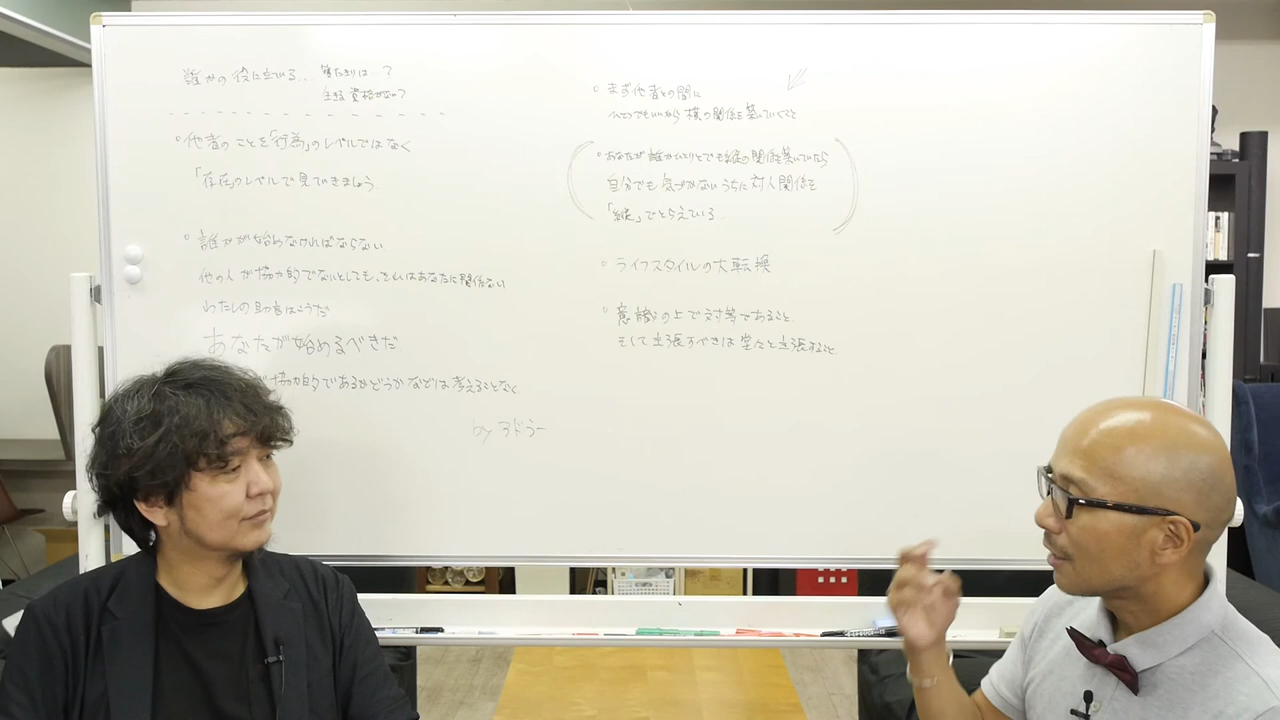 誰かの役に立ている… 寝たきりは…?
生きる資格がない?
・他者のことを「行為」のレベルではなく
「存在」のレベルで見ていきましょう。
・誰かが始めなければならない
他の人が協力的でないとしても、それはあなたに関係ない
わたしの助言はこうだ
あなたが始めるべきだ
が協力的であるかどうかなどは考えることなく
by アドラー
・まず他者との間に
ひとつでもいいから横の関係を築いていくこと
・あなたが誰かひとりとでも縦の関係を築いていたら
自分でも気づかないうちに対人関係を
「縦」でとらえている。
・ライフスタイルの大転換
・意識の上で対等であること。
そして主張すべきは堂々と主張すること